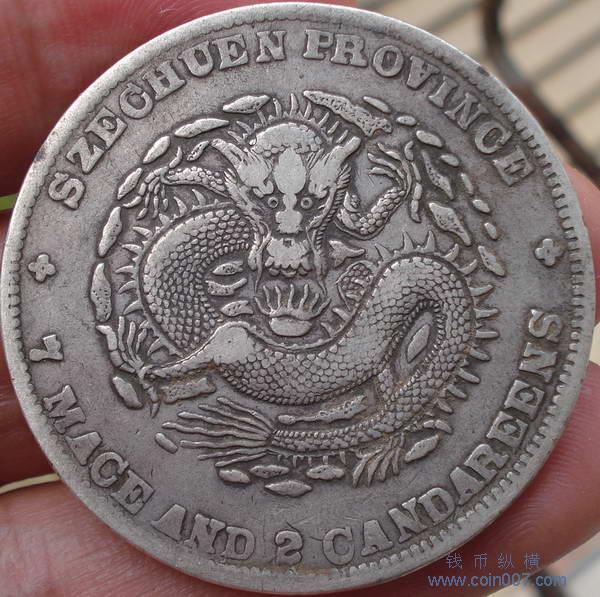 SZECHUEN PROVINCE
7 MACE AND 2 CANDAREENS
钱币纵横
www.coin007.com